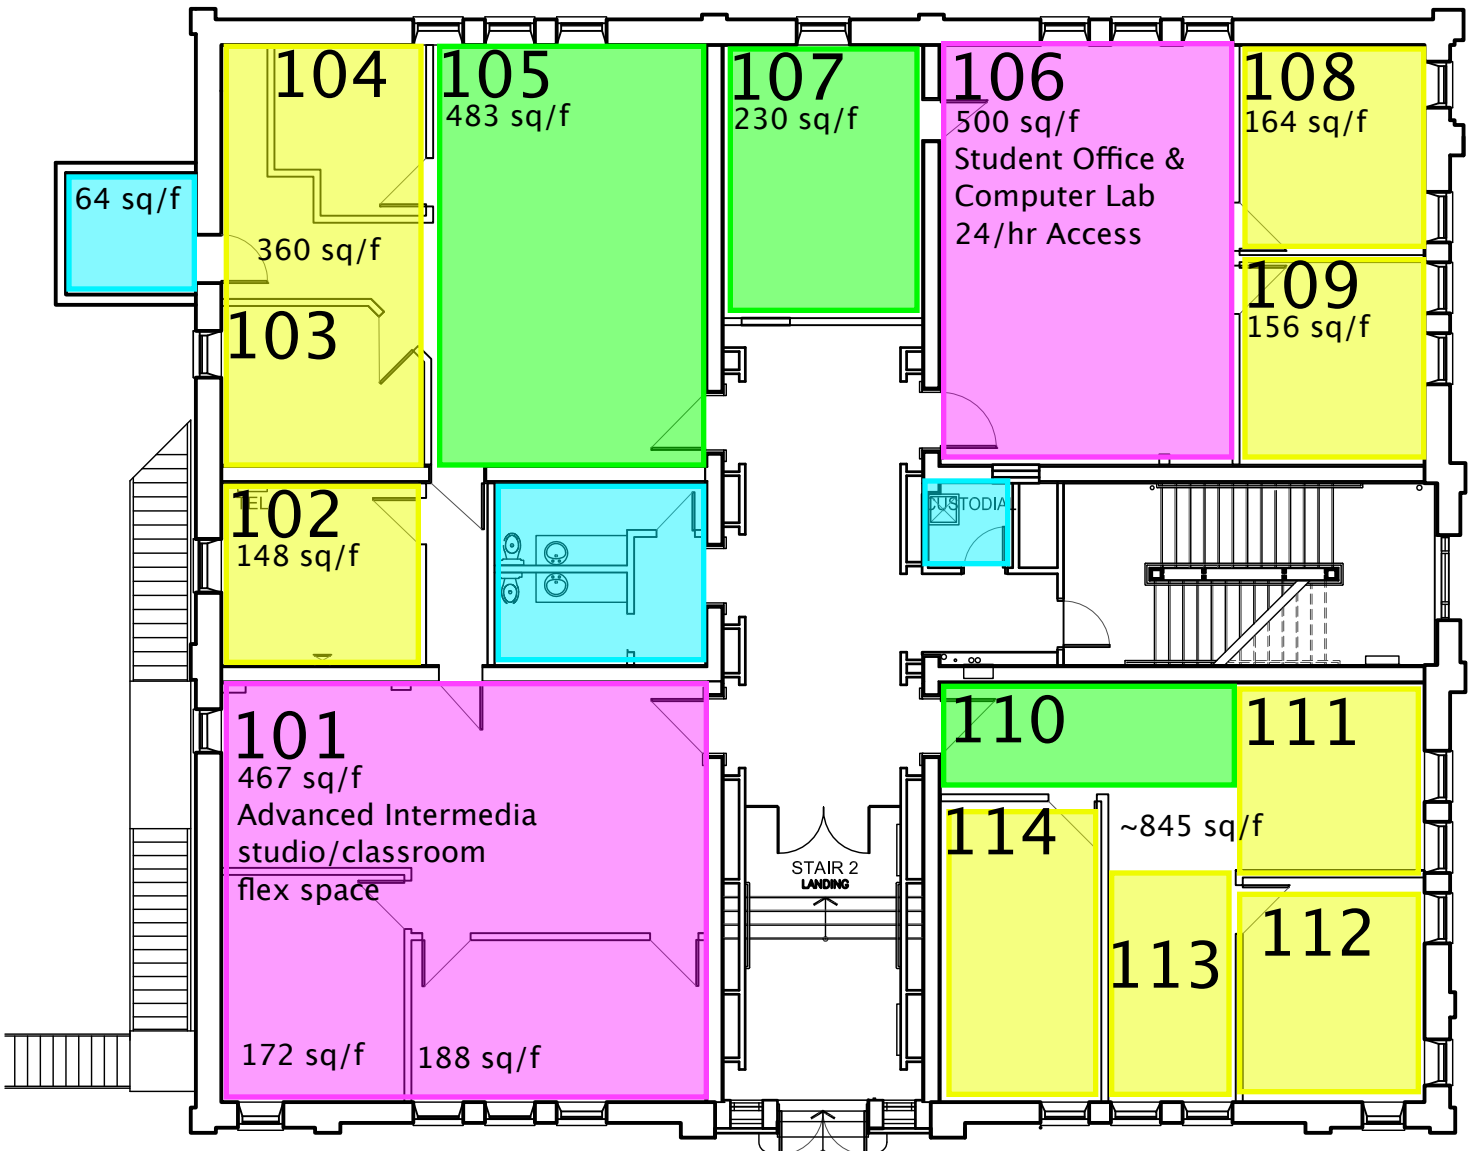 104
105
483 sq/f
107
230 sq/f
106
500 sq/f
Student Office &
Computer Lab
24/hr Access
108
164 sq/f
64 sq/f
360 sq/f
103
109
156 sq/f
TEL
102
148 sq/f
CUSTODIAL
101
467 sq/f
Advanced Intermedia
studio/classroom
flex space
172 sq/f
188 sq/f
STAIR 2
LANDING
110
111
114
~845 sq/f
113
112